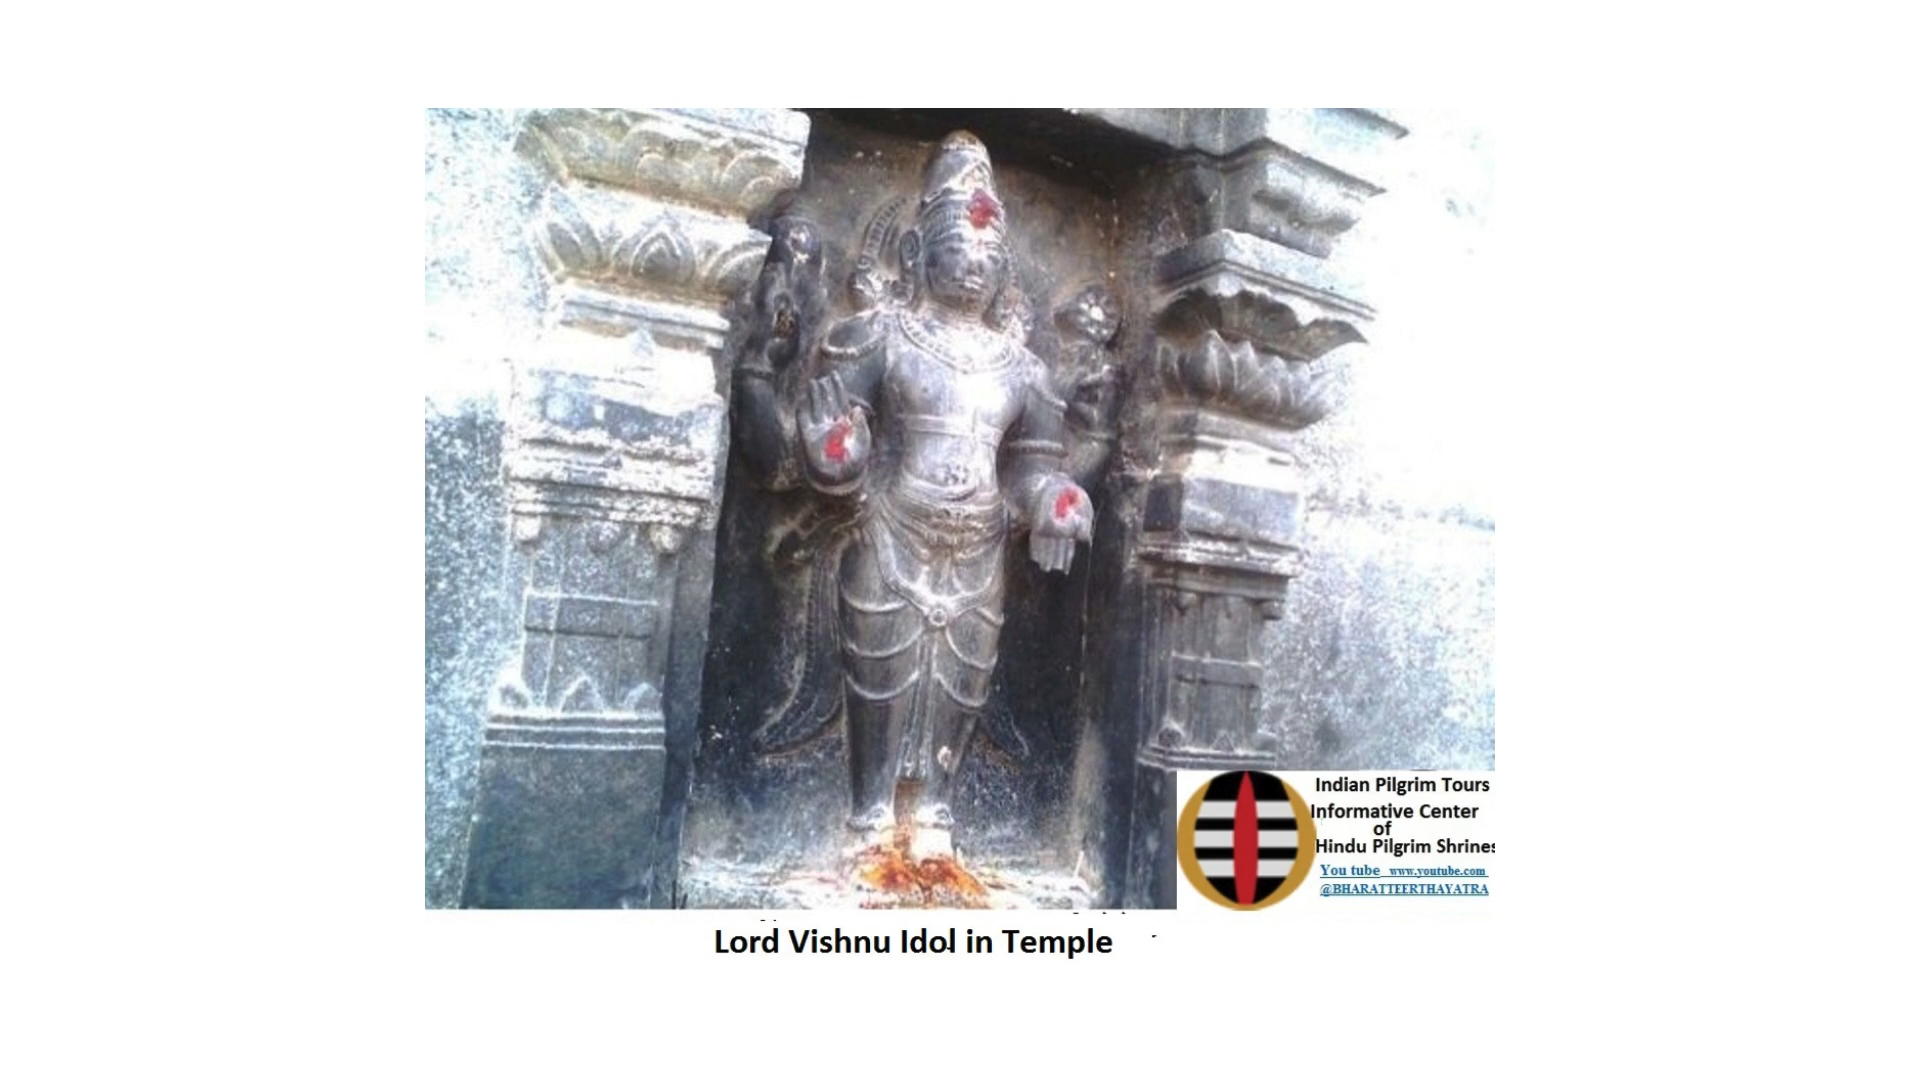 Indian Pilgrim Tours
Informative Center
of
Hindu Pilgrim Shrines
You tube www.youtube.com
@BHARATTEERTHAYATRA
Lord Vishnu Idol in Temple